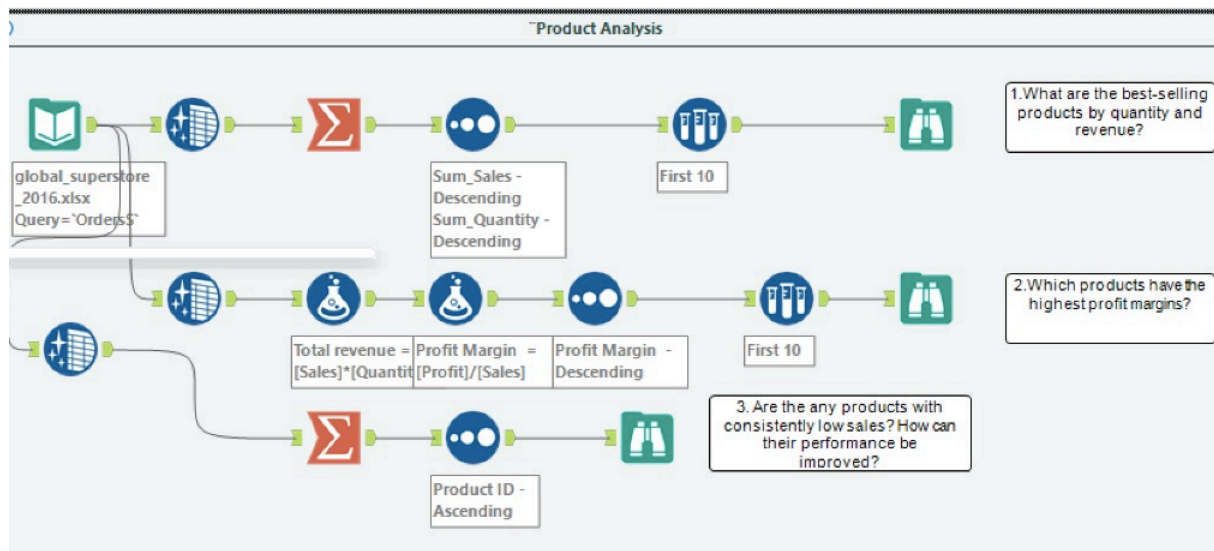 ¨Product Analysis
1.What are the best-selling
products by quantity and
revenue?
global_superstore
_2016.xlsx
Query=`Orders$`
Sum_Sales -
Descending
Sum_Quantity -
Descending
First 10
2.Which products have the
highest profit margins?
Total revenue =
[Sales]*[Quantit
Profit Margin =
[Profit]/[Sales]
Profit Margin -
Descending
First 10
3. Are the any products with
consistently low sales? How can
their performance be
improved?
Product ID -
Ascending